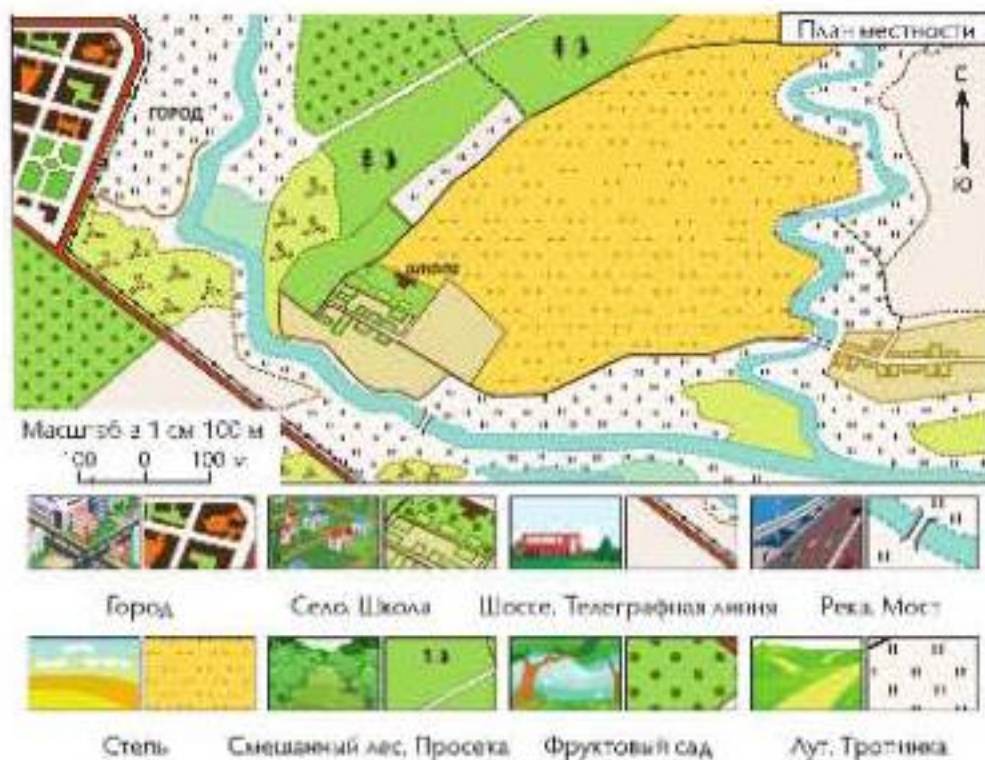 План местности
ГОРОД
С
Ю
школа
Масштаб в 1 см 100 м
100 0 100 м
Город
Село. Школа
Шоссе. Телеграфная линия
Река. Мост
Степь
Смешанный лес. Просека
Фруктовый сад
Луг. Тропинка